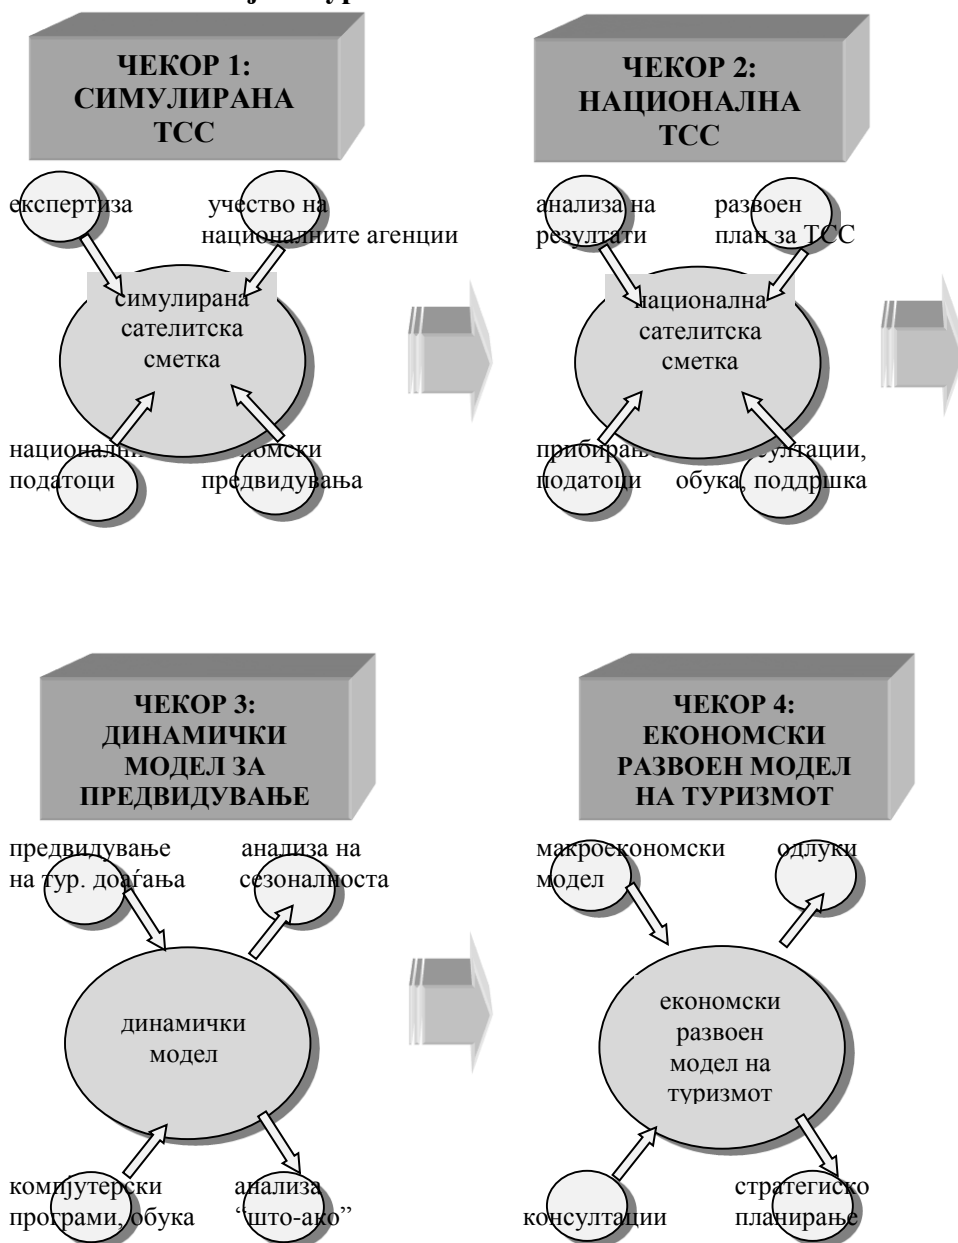 ЧЕКОР 1:
СИМУЛИРАНА
ТСС
експертиза
учество на
националните агенции
симулирана
сателитска
сметка
национални
податоци
предвидувања
ЧЕКОР 2:
НАЦИОНАЛНА
ТСС
анализа на
резултати
развоен
план за ТСС
национална
сателитска
сметка
податоци
обука, поддршка
ЧЕКОР 3:
ДИНАМИЧКИ
МОДЕЛ ЗА
ПРЕДВИДУВАЊЕ
предвидување
на тур. доаѓања
анализа на
сезоналноста
динамички
модел
компјутерски
програми, обука
анализа
“што-ако”
ЧЕКОР 4:
ЕКОНОМСКИ
РАЗВОЕН МОДЕЛ
НА ТУРИЗМОТ
макроекономски
модел
одлуки
економски
развоен
модел на
туризмот
консултации
стратегиско
планирање